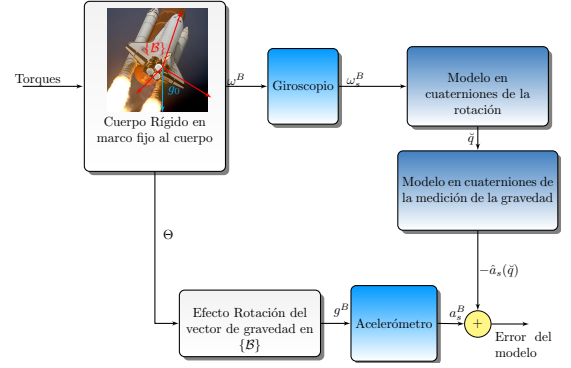 {B}
g₀
Torques
ω^B
Giroscopio
ω_s^B
Modelo en
cuaterniones de la
rotación
Cuerpo Rígido en
marco fijo al cuerpo
q̆
Modelo en cuaterniones de
la medición de la gravedad
Θ
−â_s(q̆)
Efecto Rotación del
vector de gravedad en
{B}
g^B
Acelerómetro
a_s^B
+
Error del
modelo